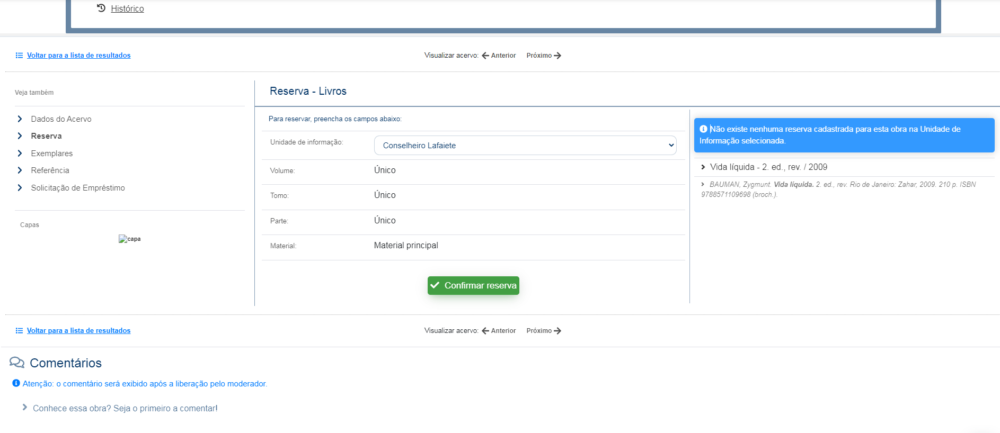 Histórico
Voltar para a lista de resultados
Visualizar acervo: Anterior Próximo
Veja também
Dados do Acervo
Reserva
Exemplares
Referência
Solicitação de Empréstimo
Capas
capa
Reserva - Livros
Para reservar, preencha os campos abaixo:
Unidade de informação: Conselheiro Lafaiete
Volume: Único
Tomo: Único
Parte: Único
Material: Material principal
Confirmar reserva
Não existe nenhuma reserva cadastrada para esta obra na Unidade de
Informação selecionada.
Vida líquida - 2. ed., rev. / 2009
BAUMAN, Zygmunt. Vida líquida. 2. ed., rev. Rio de Janeiro: Zahar, 2009. 210 p. ISBN
9788571109698 (broch.).
Voltar para a lista de resultados
Visualizar acervo: Anterior Próximo
Comentários
Atenção: o comentário será exibido após a liberação pelo moderador.
Conhece essa obra? Seja o primeiro a comentar!